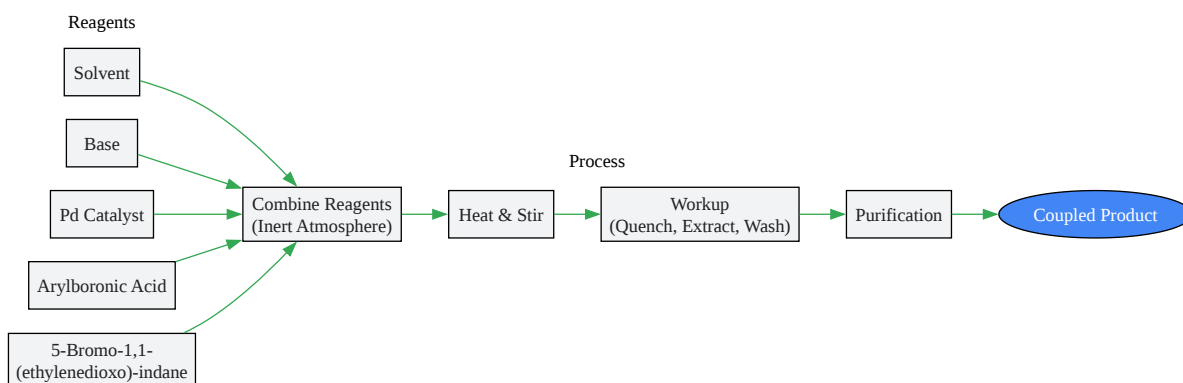 Reagents
Solvent
Base
Pd Catalyst
Arylboronic Acid
5-Bromo-1,1-
(ethylenedioxo)-indane
Process
Combine Reagents
(Inert Atmosphere)
Heat & Stir
Workup
(Quench, Extract, Wash)
Purification
Coupled Product